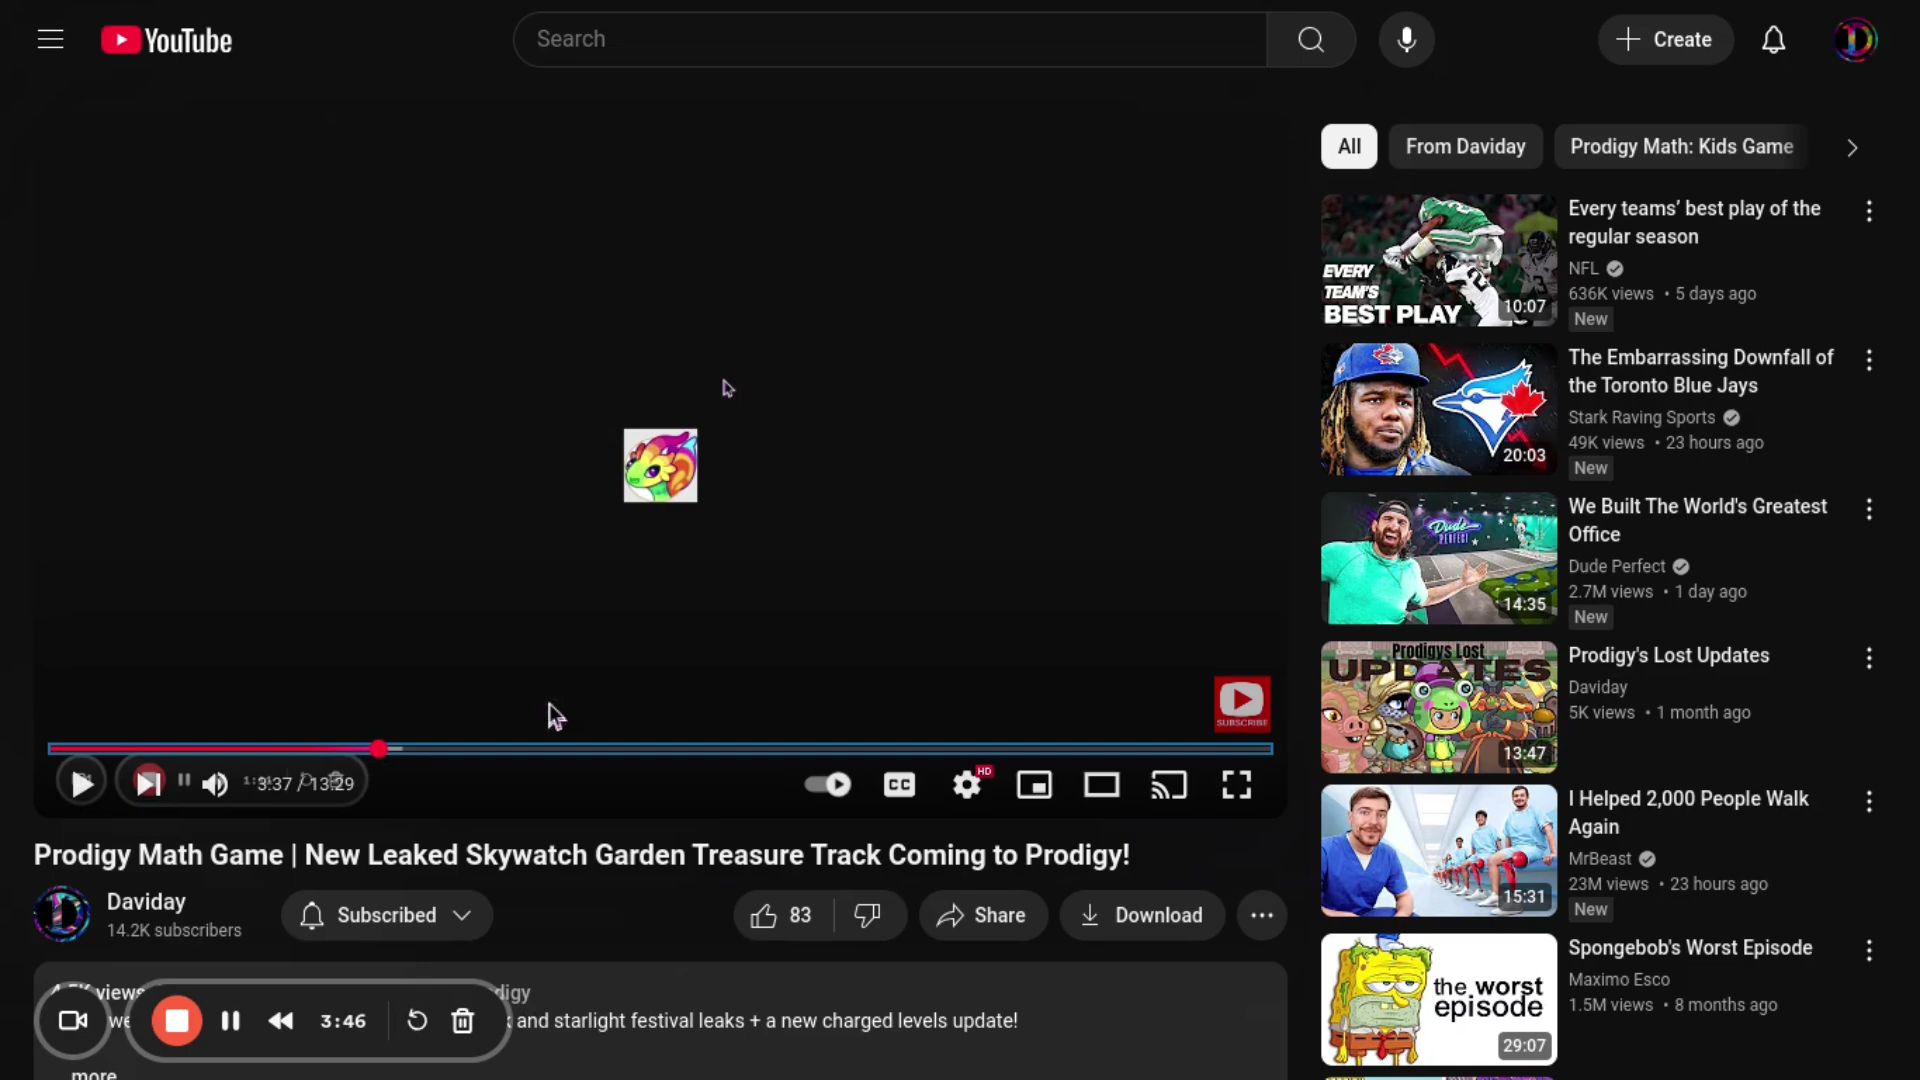 YouTube
Search
Create
All
From Daviday
Prodigy Math: Kids Game
Every teams’ best play of the
regular season
NFL
636K views • 5 days ago
New
EVERY
TEAM'S
BEST PLAY
10:07
The Embarrassing Downfall of
the Toronto Blue Jays
Stark Raving Sports
49K views • 23 hours ago
New
20:03
We Built The World's Greatest
Office
Dude Perfect
2.7M views • 1 day ago
New
Dude
PERFECT
14:35
Prodigy's Lost Updates
Daviday
5K views • 1 month ago
Prodigys Lost
UPDATES
13:47
I Helped 2,000 People Walk
Again
MrBeast
23M views • 23 hours ago
New
15:31
Spongebob's Worst Episode
Maximo Esco
1.5M views • 8 months ago
the worst
episode
29:07
SUBSCRIBE
3:37 / 13:29
CC
HD
Prodigy Math Game | New Leaked Skywatch Garden Treasure Track Coming to Prodigy!
Daviday
14.2K subscribers
Subscribed
83
Share
Download
views
digy
we
and starlight festival leaks + a new charged levels update!
3:46
more